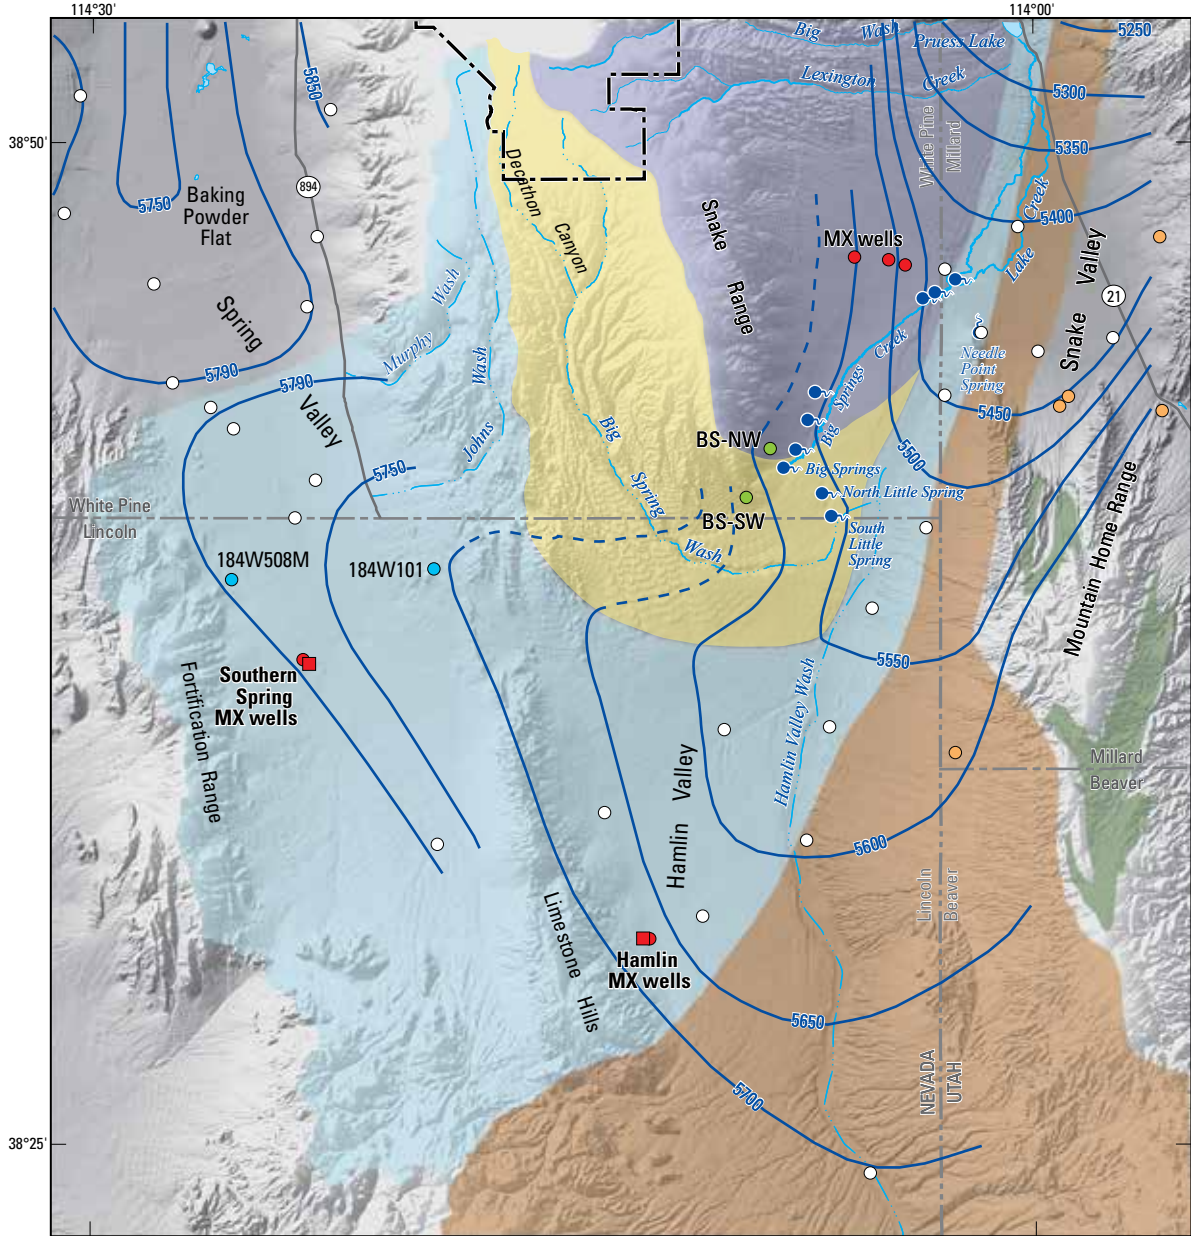 114°30'
114°00'
38°50'
38°25'
5850
5750
Baking
Powder
Flat
894
Spring
Valley
5790
5790
5750
Murphy
Wash
Johns
Wash
Decathon
Canyon
Big
Spring
Wash
Snake
Range
Big
Wash
Pruess Lake
Lexington
Creek
White Pine
Millard
5250
5300
5350
5400
Lake
Creek
Snake
Valley
21
MX wells
Big
Springs
Creek
Needle
Point
Spring
5450
5500
BS-NW
Big Springs
North Little Spring
BS-SW
South
Little
Spring
White Pine
Lincoln
184W508M
184W101
Southern
Spring
MX wells
Fortification Range
5550
Mountain Home Range
Hamlin Valley Wash
Hamlin
Valley
Millard
Beaver
5600
Lincoln
Beaver
Limestone
Hills
Hamlin
MX wells
5650
5700
NEVADA
UTAH